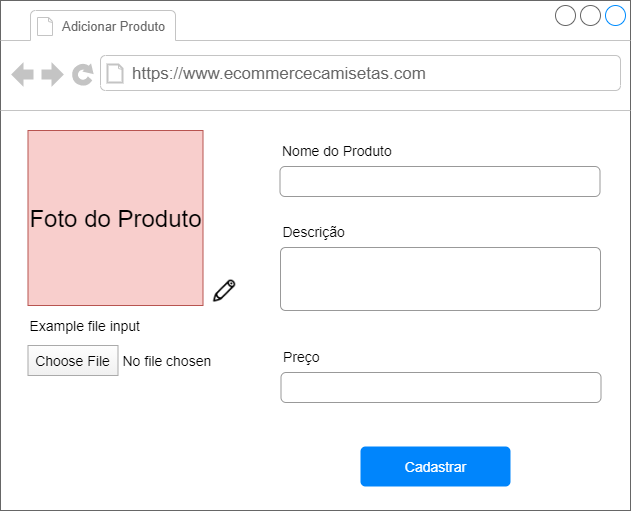 Adicionar Produto
https://www.ecommercecamisetas.com
Foto do Produto
Example file input
Choose File No file chosen
Nome do Produto
Descrição
Preço
Cadastrar